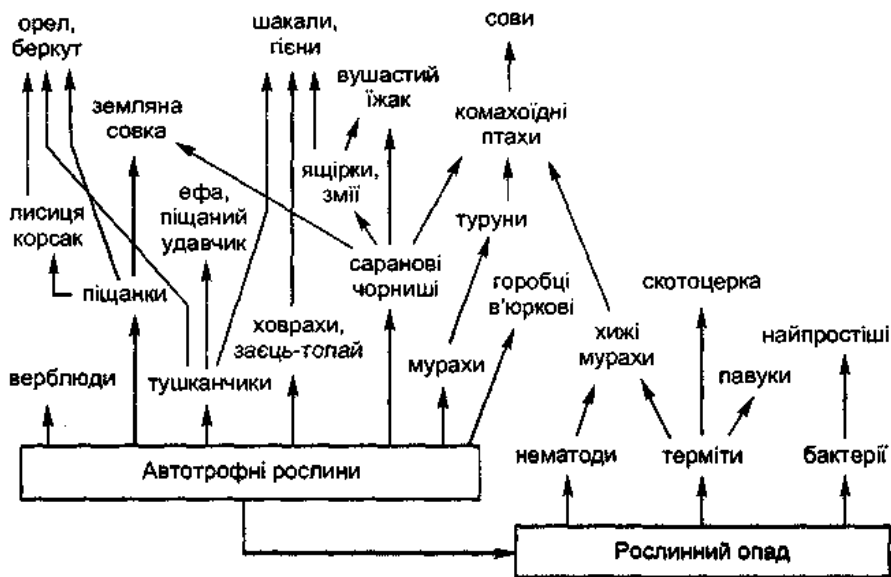 орел,
беркут
шакали,
гієни
сови
вушастий
їжак
земляна
совка
комахоїдні
птахи
ящірки,
змії
ефа,
піщаний
удавчик
лисиця
корсак
туруни
саранові
чорниші
піщанки
горобці
в'юркові
скотоцерка
ховрахи,
заєць-толай
хижі
мурахи
найпростіші
верблюди
тушканчики
мурахи
павуки
нематоди
терміти
бактерії
Автотрофні рослини
Рослинний опад